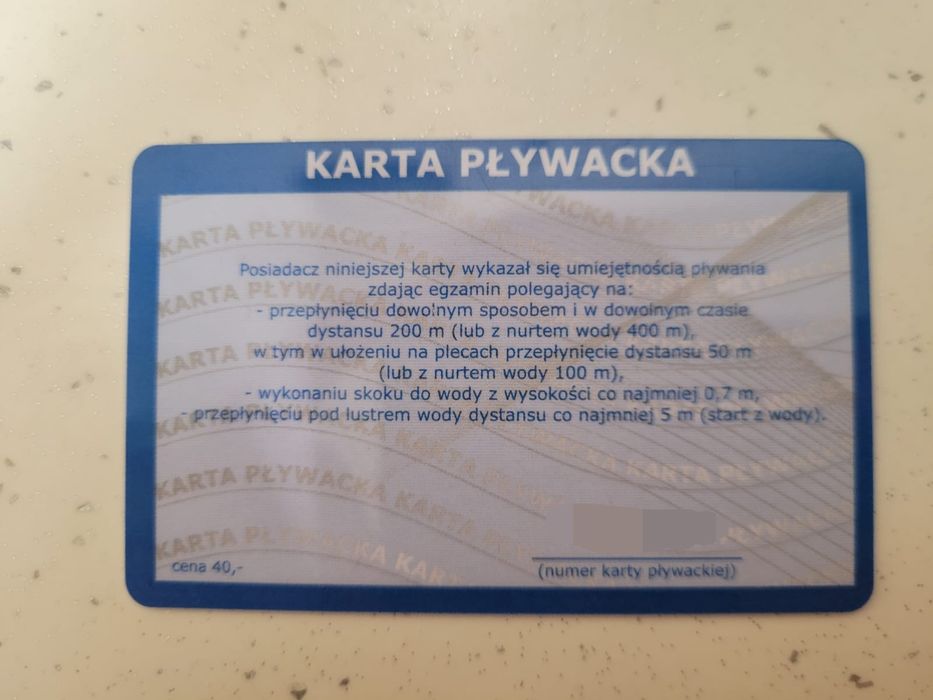 KARTA PŁYWACKA
Posiadacz niniejszej karty wykazał się umiejętnością pływania
zdając egzamin polegający na:
- przepłynięciu dowolnym sposobem i w dowolnym czasie
dystansu 200 m (lub z nurtem wody 400 m),
w tym w ułożeniu na plecach przepłynięcie dystansu 50 m
(lub z nurtem wody 100 m),
- wykonaniu skoku do wody z wysokości co najmniej 0,7 m,
- przepłynięciu pod lustrem wody dystansu co najmniej 5 m (start z wody).
cena 40,-
(numer karty pływackiej)